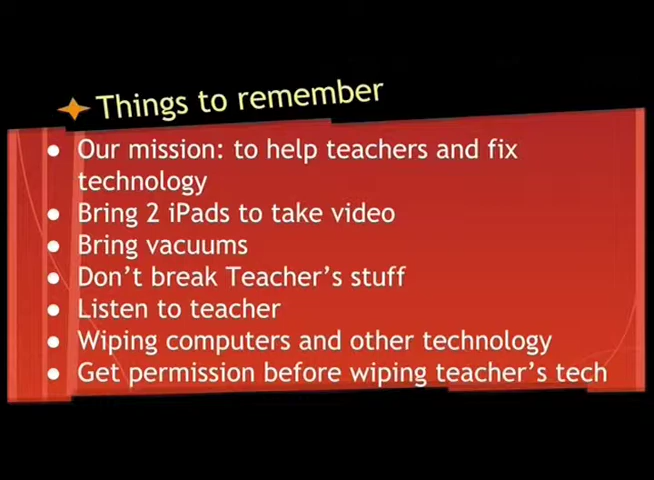 Things to remember
● Our mission: to help teachers and fix
technology
● Bring 2 iPads to take video
● Bring vacuums
● Don't break Teacher's stuff
● Listen to teacher
● Wiping computers and other technology
● Get permission before wiping teacher's tech